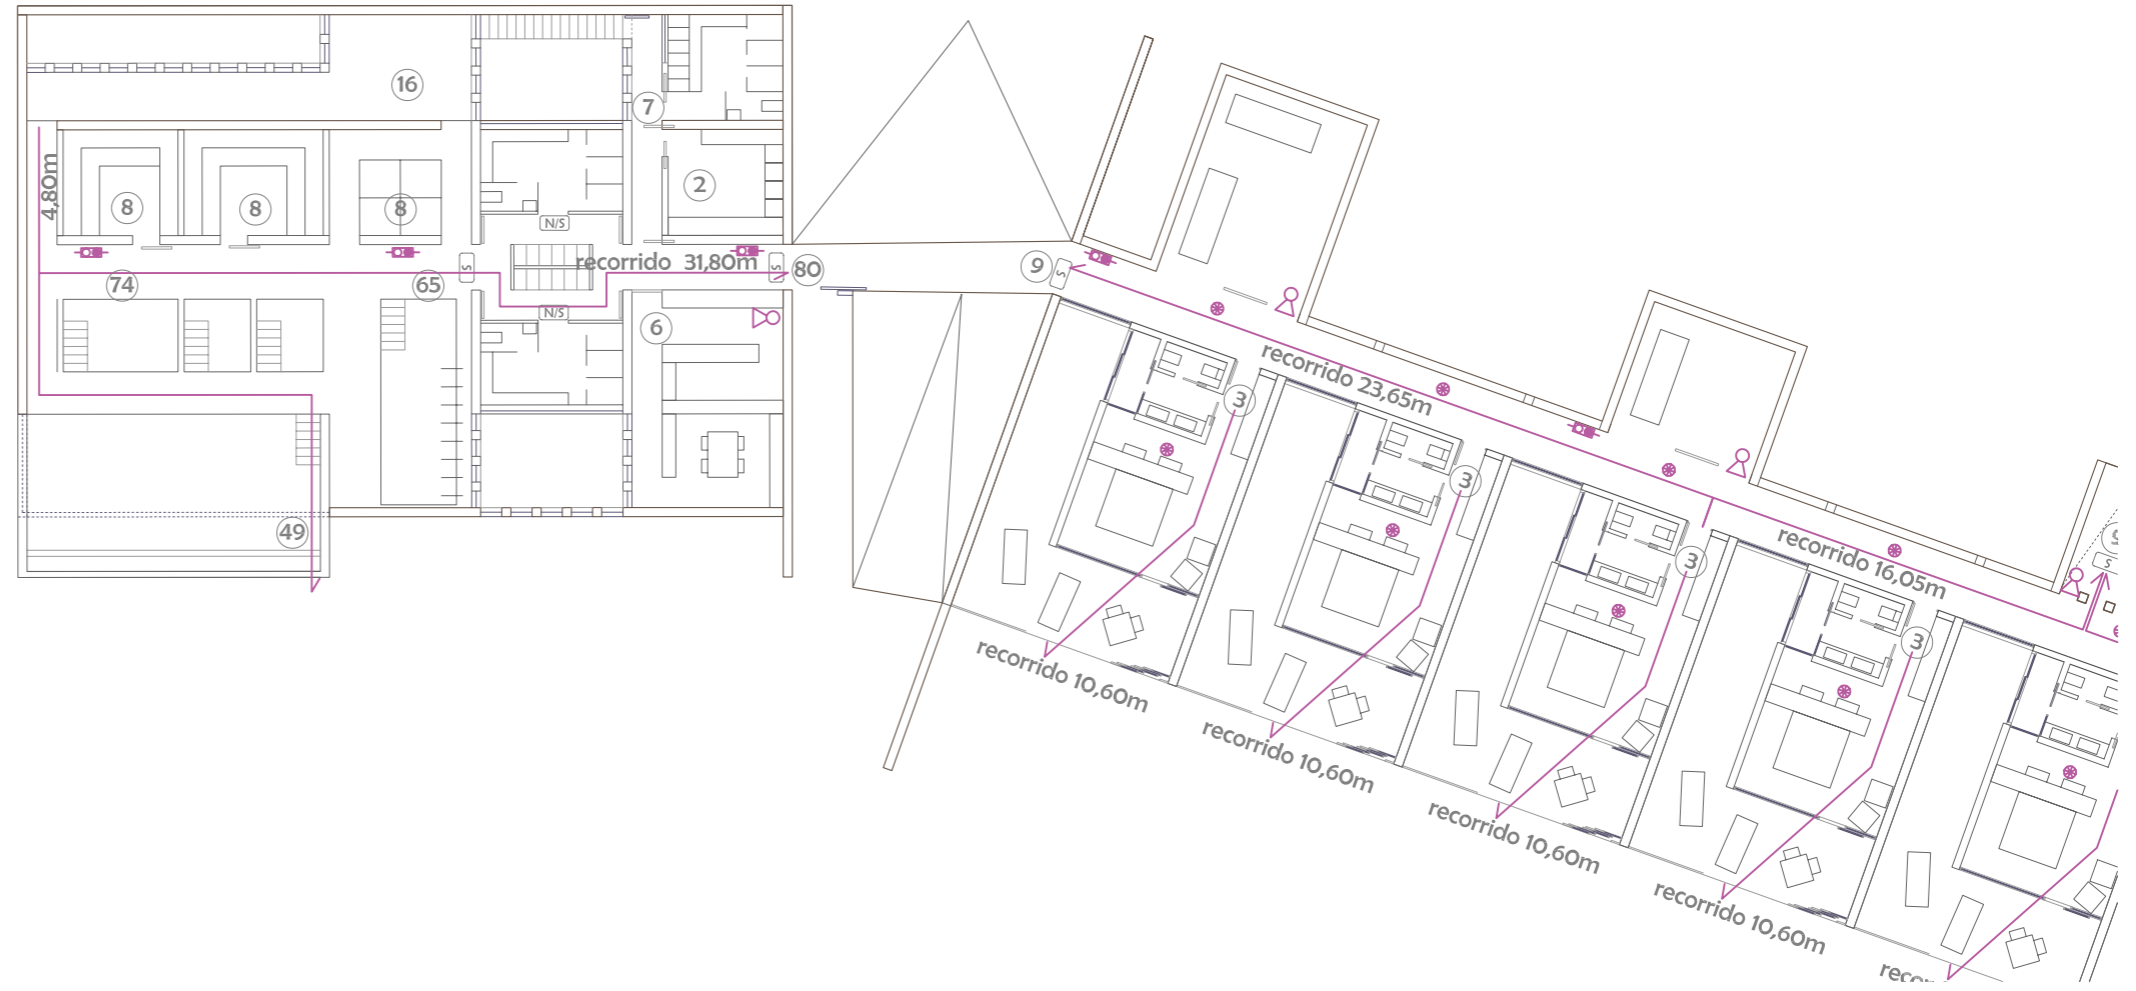 16
7
2
8
8
8
4,80m
N/S
recorrido 31,80m
S
S
80
9
S
74
65
N/S
6
49
recorrido 23,65m
3
3
3
3
recorrido 16,05m
S
recorrido 10,60m
recorrido 10,60m
recorrido 10,60m
recorrido 10,60m
recor